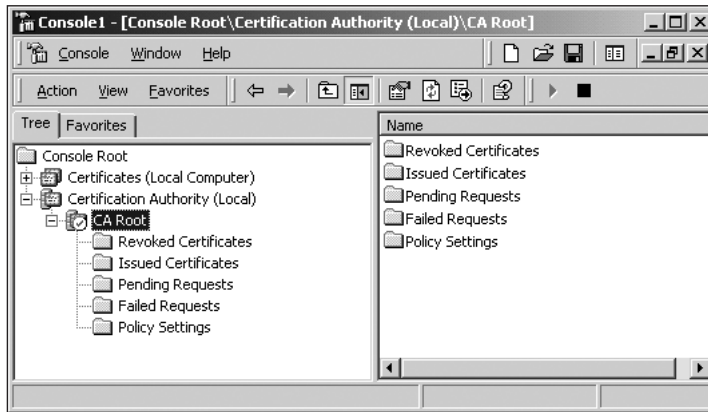 Console1 - [Console Root\Certification Authority (Local)\CA Root]
Console Window Help
Action View Favorites
Tree Favorites
Console Root
Certificates (Local Computer)
Certification Authority (Local)
CA Root
Revoked Certificates
Issued Certificates
Pending Requests
Failed Requests
Policy Settings
Name
Revoked Certificates
Issued Certificates
Pending Requests
Failed Requests
Policy Settings